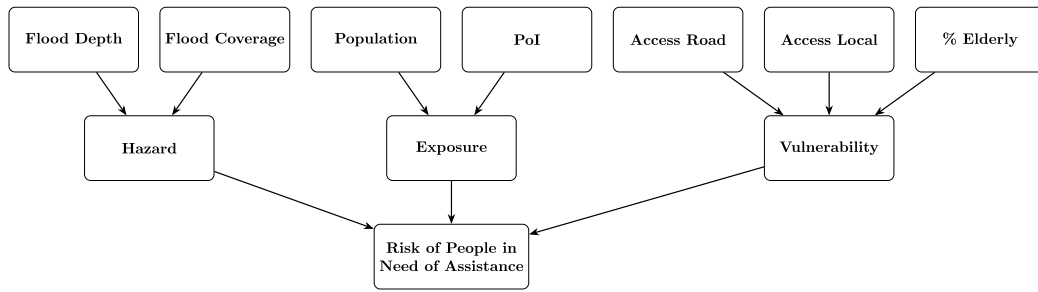 Flood Depth
Flood Coverage
Population
PoI
Access Road
Access Local
% Elderly
Hazard
Exposure
Vulnerability
Risk of People in
Need of Assistance